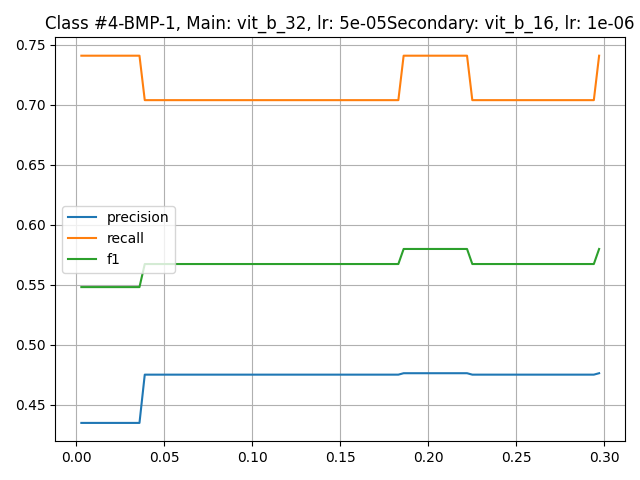 Class #4-BMP-1, Main: vit_b_32, lr: 5e-05Secondary: vit_b_16, lr: 1e-06
0.75
0.70
0.65
0.60
0.55
0.50
0.45
precision
recall
f1
0.00 0.05 0.10 0.15 0.20 0.25 0.30